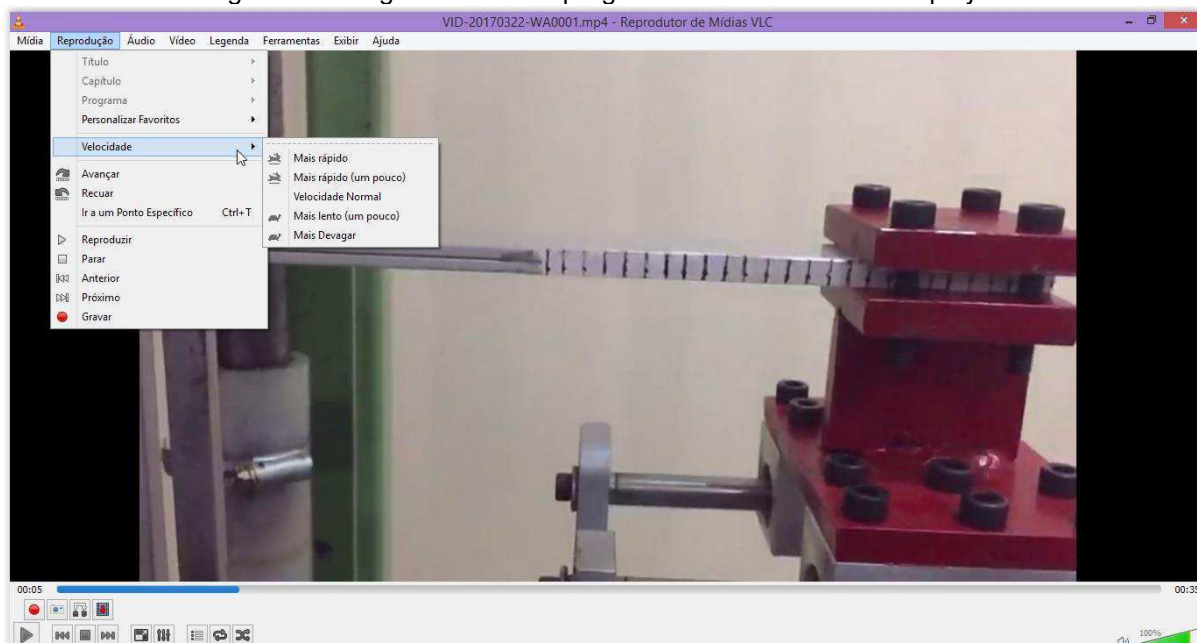 VID-20170322-WA0001.mp4 - Reprodutor de Mídias VLC
Mídia Reprodução Áudio Vídeo Legenda Ferramentas Exibir Ajuda
Título
Capítulo
Programa
Personalizar Favoritos
Velocidade
Mais rápido
Mais rápido (um pouco)
Velocidade Normal
Mais lento (um pouco)
Mais Devagar
Avançar
Recuar
Ir a um Ponto Específico Ctrl+T
Reproduzir
Parar
Anterior
Próximo
Gravar
00:05 00:35
100%